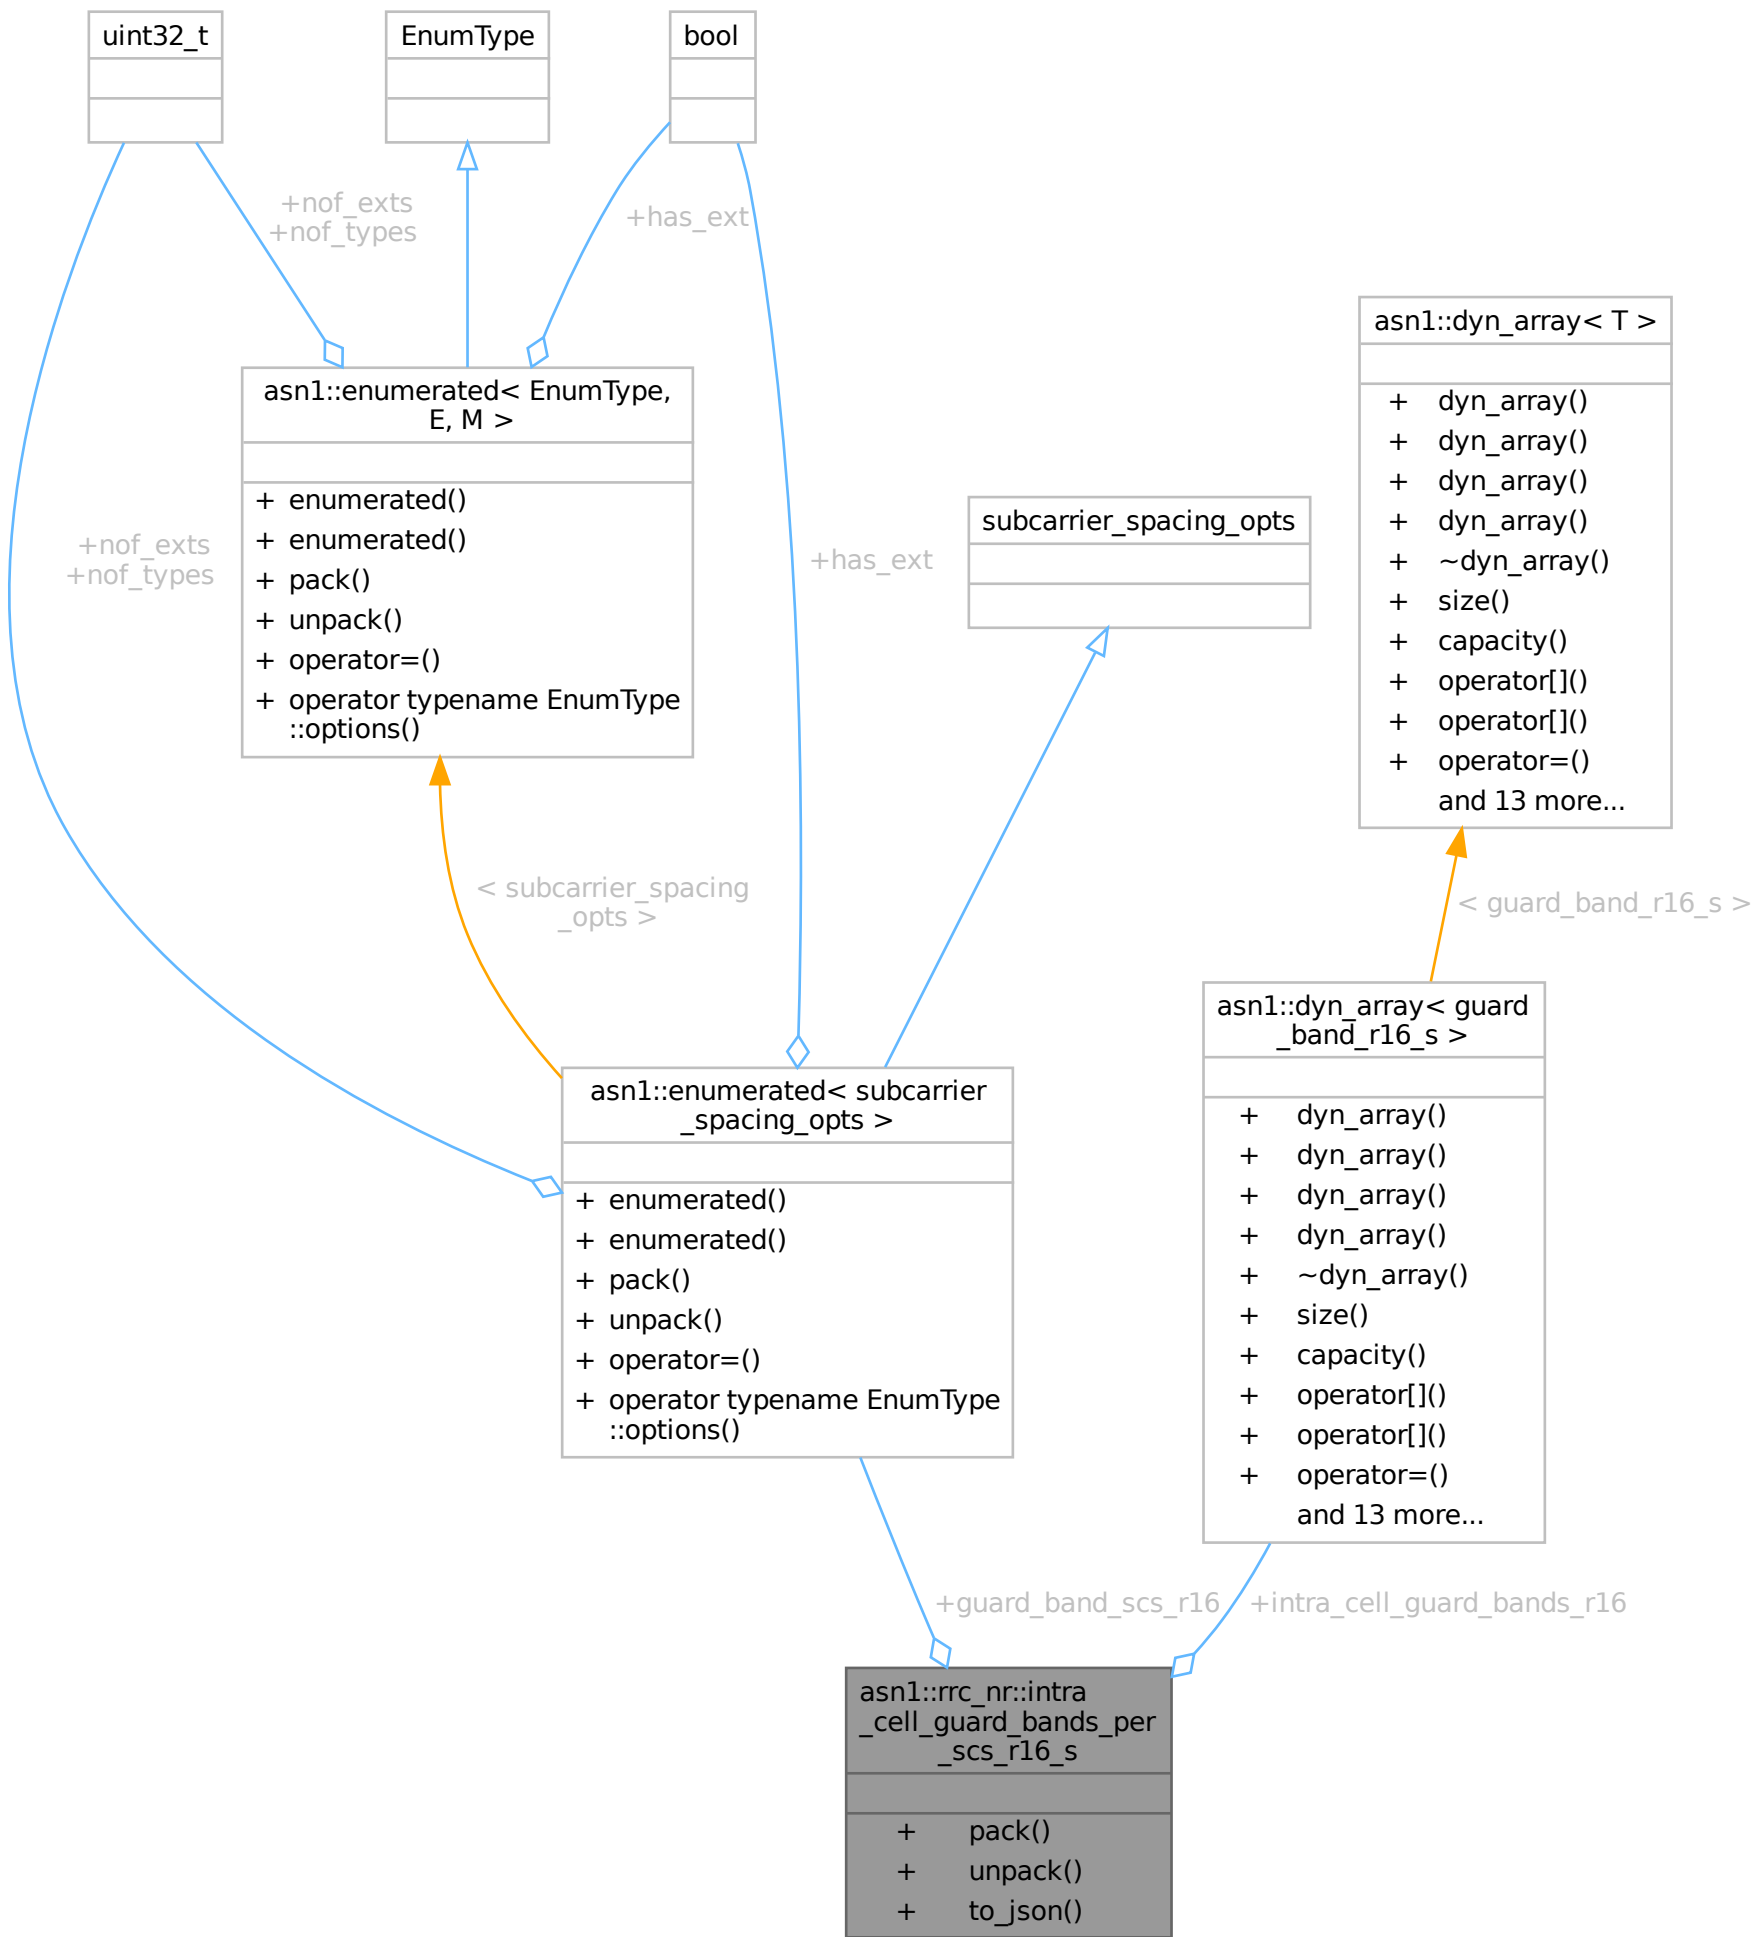 uint32_t
EnumType
bool
+nof_exts
+nof_types
+has_ext
asn1::dyn_array< T >
+ dyn_array()
+ dyn_array()
+ dyn_array()
+ dyn_array()
+ ~dyn_array()
+ size()
+ capacity()
+ operator[]()
+ operator[]()
+ operator=()
and 13 more...
asn1::enumerated< EnumType,
E, M >
+ enumerated()
+ enumerated()
+ pack()
+ unpack()
+ operator=()
+ operator typename EnumType
::options()
subcarrier_spacing_opts
+nof_exts
+nof_types
+has_ext
< subcarrier_spacing
_opts >
< guard_band_r16_s >
asn1::dyn_array< guard
_band_r16_s >
+ dyn_array()
+ dyn_array()
+ dyn_array()
+ dyn_array()
+ ~dyn_array()
+ size()
+ capacity()
+ operator[]()
+ operator[]()
+ operator=()
and 13 more...
asn1::enumerated< subcarrier
_spacing_opts >
+ enumerated()
+ enumerated()
+ pack()
+ unpack()
+ operator=()
+ operator typename EnumType
::options()
+guard_band_scs_r16
+intra_cell_guard_bands_r16
asn1::rrc_nr::intra
_cell_guard_bands_per
_scs_r16_s
+ pack()
+ unpack()
+ to_json()